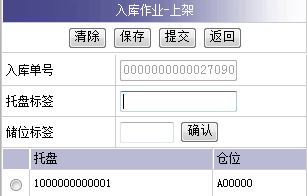 入库作业-上架
清除 保存 提交 返回
入库单号 0000000000027090
托盘标签
储位标签 确认
托盘 仓位
1000000000001 A00000